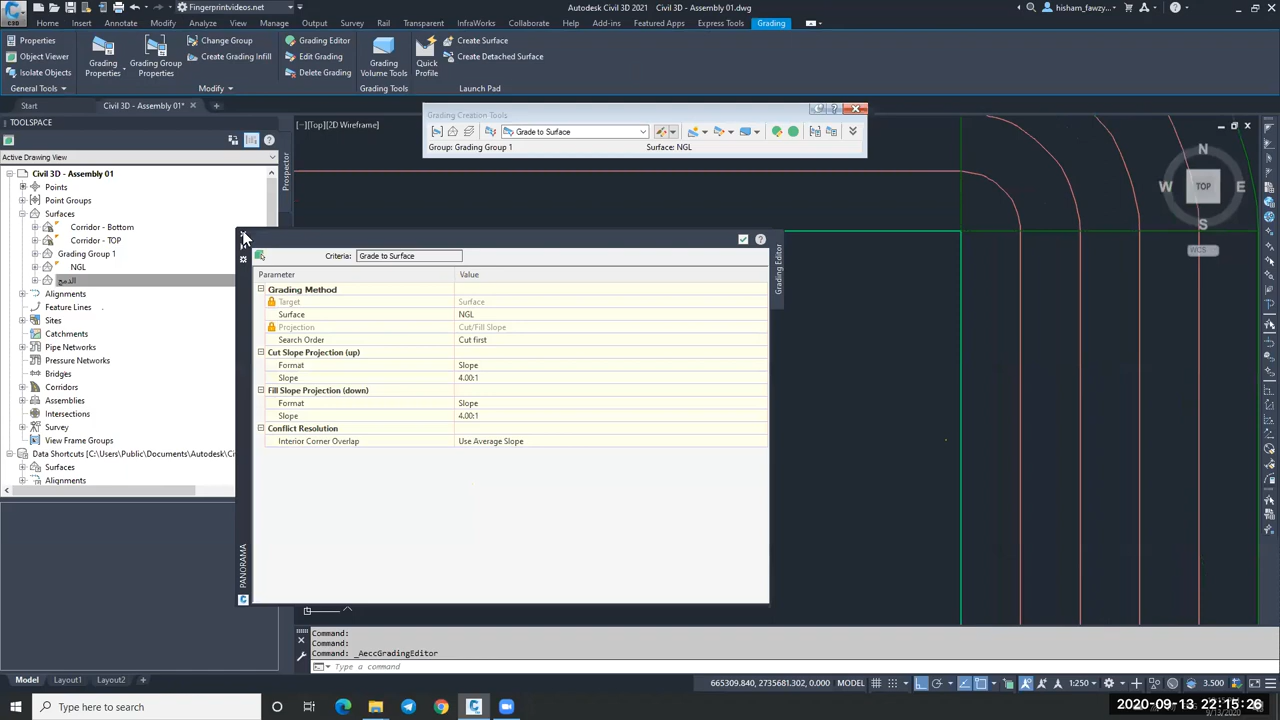 Fingerprintvideos.net
Autodesk Civil 3D 2021   Civil 3D - Assembly 01.dwg
hisham_fawzy...
Home Insert Annotate Modify Analyze View Manage Output Survey Rail Transparent InfraWorks Collaborate Help Add-ins Featured Apps Express Tools Grading
Properties
Object Viewer
Isolate Objects
Grading Properties
Grading Group Properties
Change Group
Create Grading Infill
Grading Editor
Edit Grading
Delete Grading
Grading Volume Tools
Quick Profile
Create Surface
Create Detached Surface
General Tools
Modify
Grading Tools
Launch Pad
Start
Civil 3D - Assembly 01*
TOOLSPACE
Active Drawing View
Prospector
Civil 3D - Assembly 01
Points
Point Groups
Surfaces
Corridor - Bottom
Corridor - TOP
Grading Group 1
NGL
الدمج
Alignments
Feature Lines
Sites
Catchments
Pipe Networks
Pressure Networks
Bridges
Corridors
Assemblies
Intersections
Survey
View Frame Groups
Data Shortcuts [C:\Users\Public\Documents\Autodesk\Ci
Surfaces
Alignments
[−][Top][2D Wireframe]
Grading Creation Tools
Grade to Surface
Group: Grading Group 1
Surface: NGL
N
W TOP E
S
WCS
Criteria: Grade to Surface
Parameter Value
Grading Method
Target Surface
Surface NGL
Projection Cut/Fill Slope
Search Order Cut first
Cut Slope Projection (up)
Format Slope
Slope 4.00:1
Fill Slope Projection (down)
Format Slope
Slope 4.00:1
Conflict Resolution
Interior Corner Overlap Use Average Slope
Grading Editor
PANORAMA
Command:
Command:
Command: _AeccGradingEditor
Type a command
Model Layout1 Layout2
665309.840, 2735681.302, 0.000 MODEL
1:250
3.500
Type here to search
2020-09-13 22:15:26